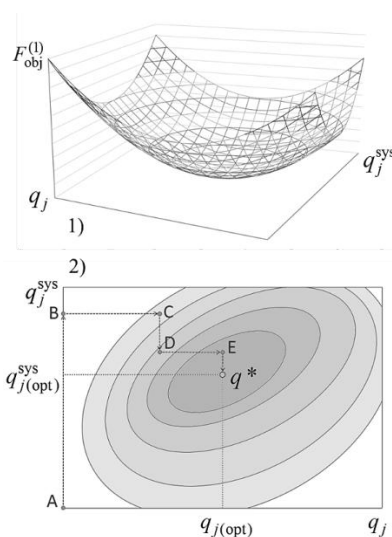 F_obj^(1)
q_j^sys
q_j
1)
2)
q_j^sys
B
C
D
E
q_j(opt)^sys
q*
A
q_j(opt)
q_j